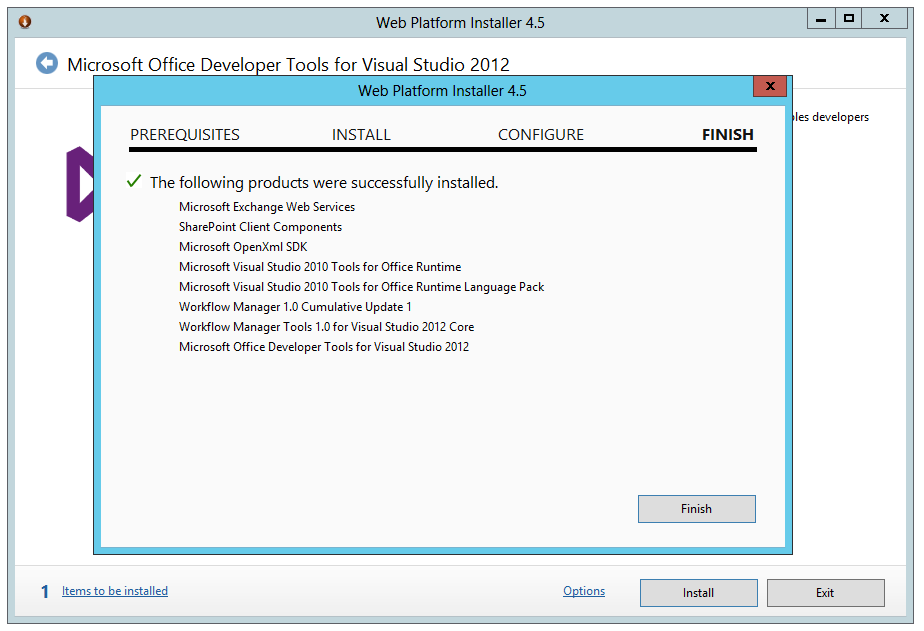 Web Platform Installer 4.5
Microsoft Office Developer Tools for Visual Studio 2012
Web Platform Installer 4.5
developers
PREREQUISITES INSTALL CONFIGURE FINISH
The following products were successfully installed.
Microsoft Exchange Web Services
SharePoint Client Components
Microsoft OpenXml SDK
Microsoft Visual Studio 2010 Tools for Office Runtime
Microsoft Visual Studio 2010 Tools for Office Runtime Language Pack
Workflow Manager 1.0 Cumulative Update 1
Workflow Manager Tools 1.0 for Visual Studio 2012 Core
Microsoft Office Developer Tools for Visual Studio 2012
Finish
1 Items to be installed Options Install Exit